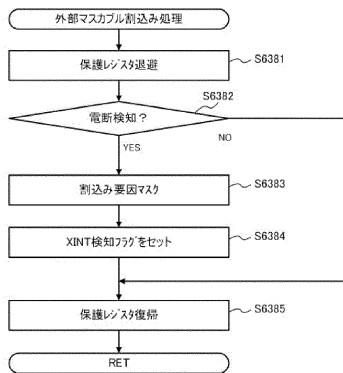 外部マスカブル割込み処理
保護レジスタ退避
S6381
電断検知?
S6382
YES
NO
割込み要因マスク
S6383
XINT検知フラグをセット
S6384
保護レジスタ復帰
S6385
RET